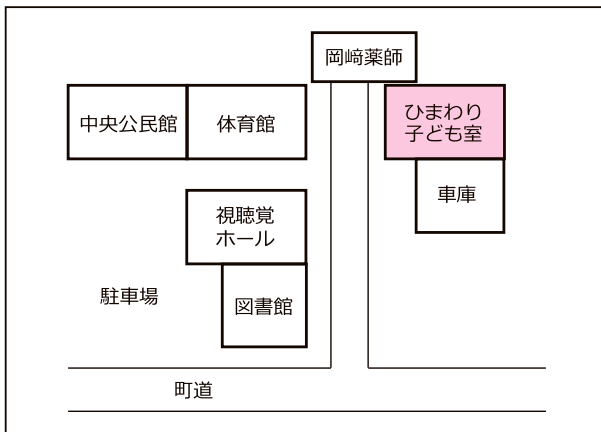 岡﨑薬師
中央公民館
体育館
ひまわり
子ども室
車庫
視聴覚
ホール
駐車場
図書館
町道